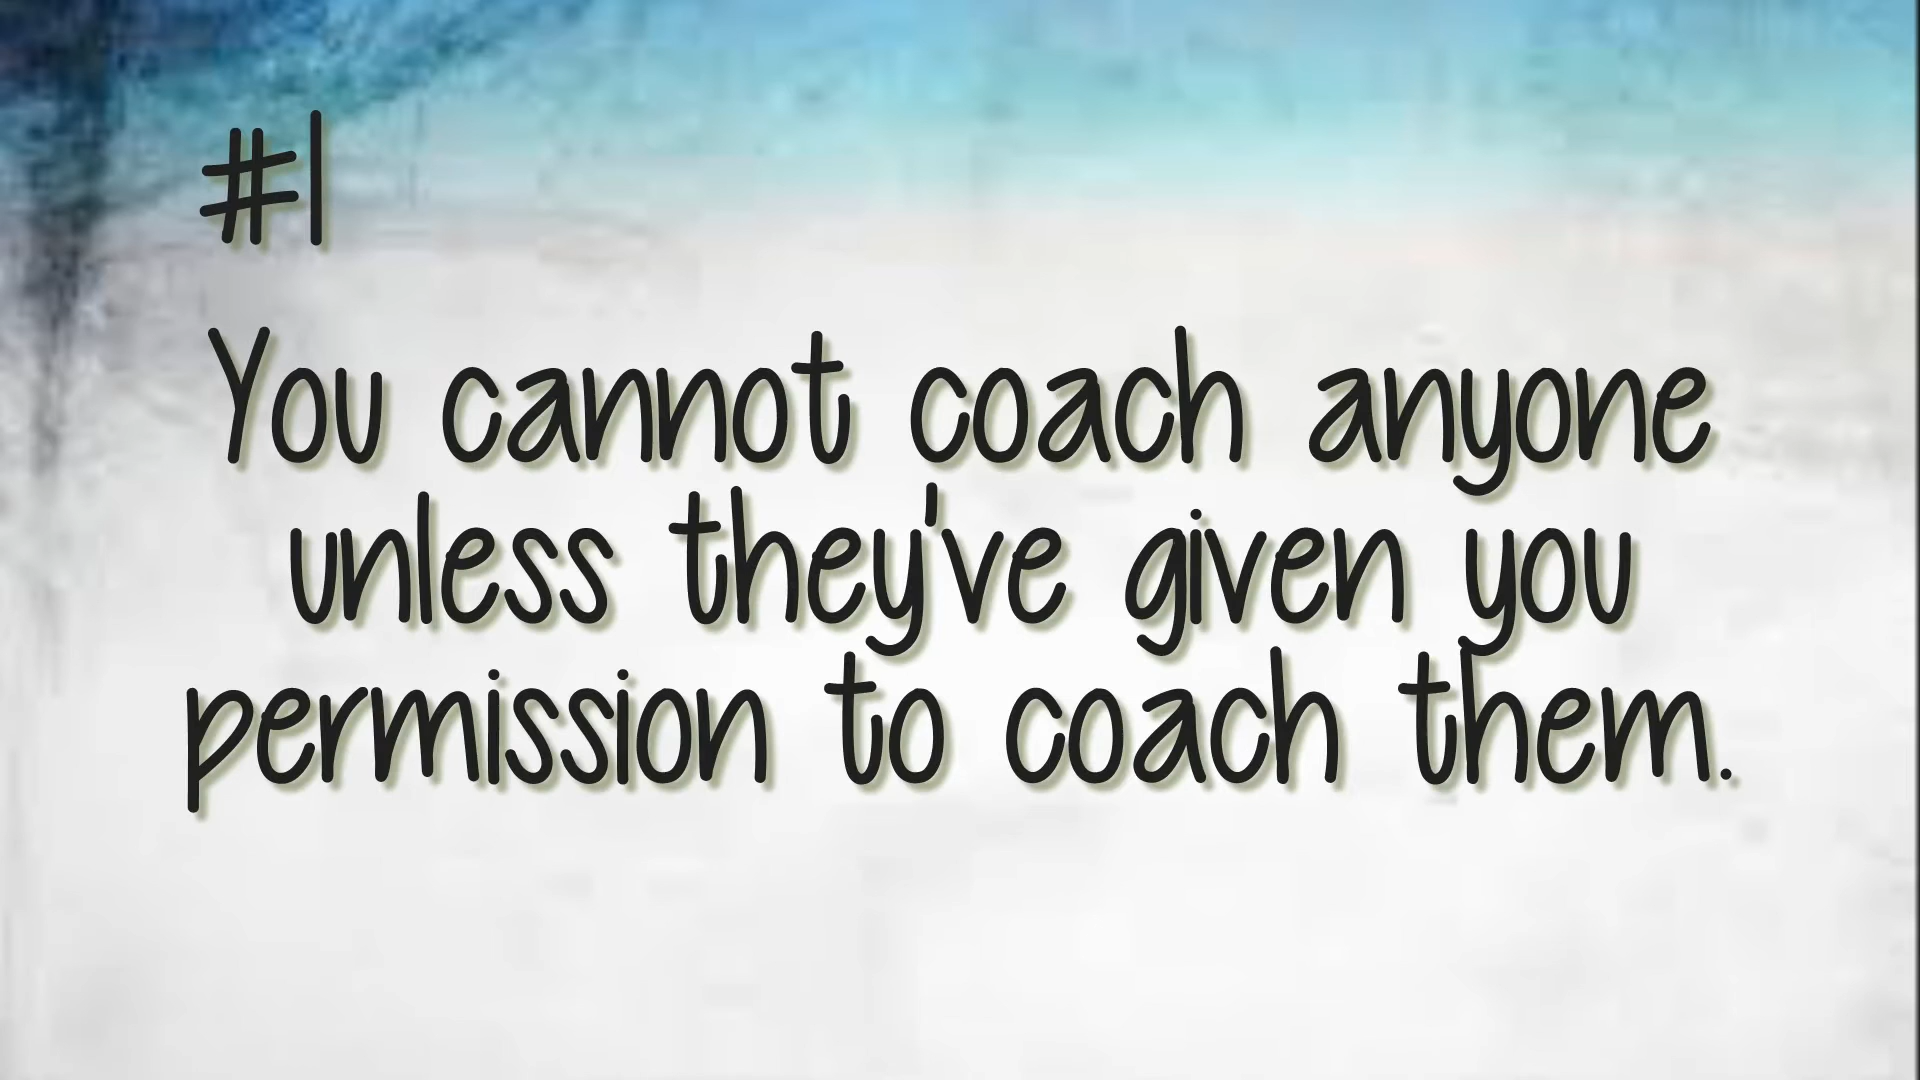 #1
You cannot coach anyone
unless they've given you
permission to coach them.